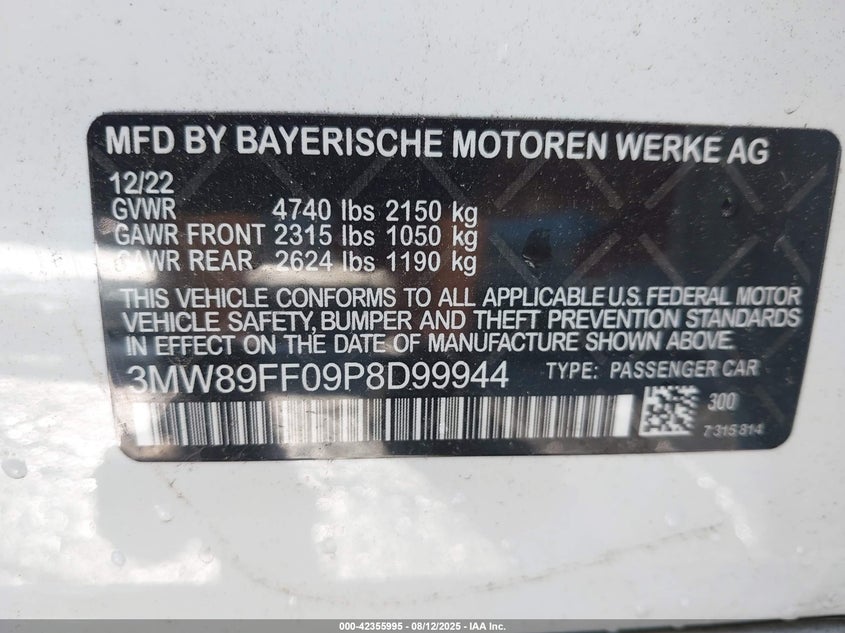 MFD BY BAYERISCHE MOTOREN WERKE AG
12/22
GVWR 4740 lbs 2150 kg
GAWR FRONT 2315 lbs 1050 kg
GAWR REAR 2624 lbs 1190 kg
THIS VEHICLE CONFORMS TO ALL APPLICABLE U.S. FEDERAL MOTOR
VEHICLE SAFETY, BUMPER AND THEFT PREVENTION STANDARDS
IN EFFECT ON THE DATE OF MANUFACTURE SHOWN ABOVE.
3MW89FF09P8D99944 TYPE: PASSENGER CAR
300
7315814
000-42355995 - 08/12/2025 - IAA Inc.